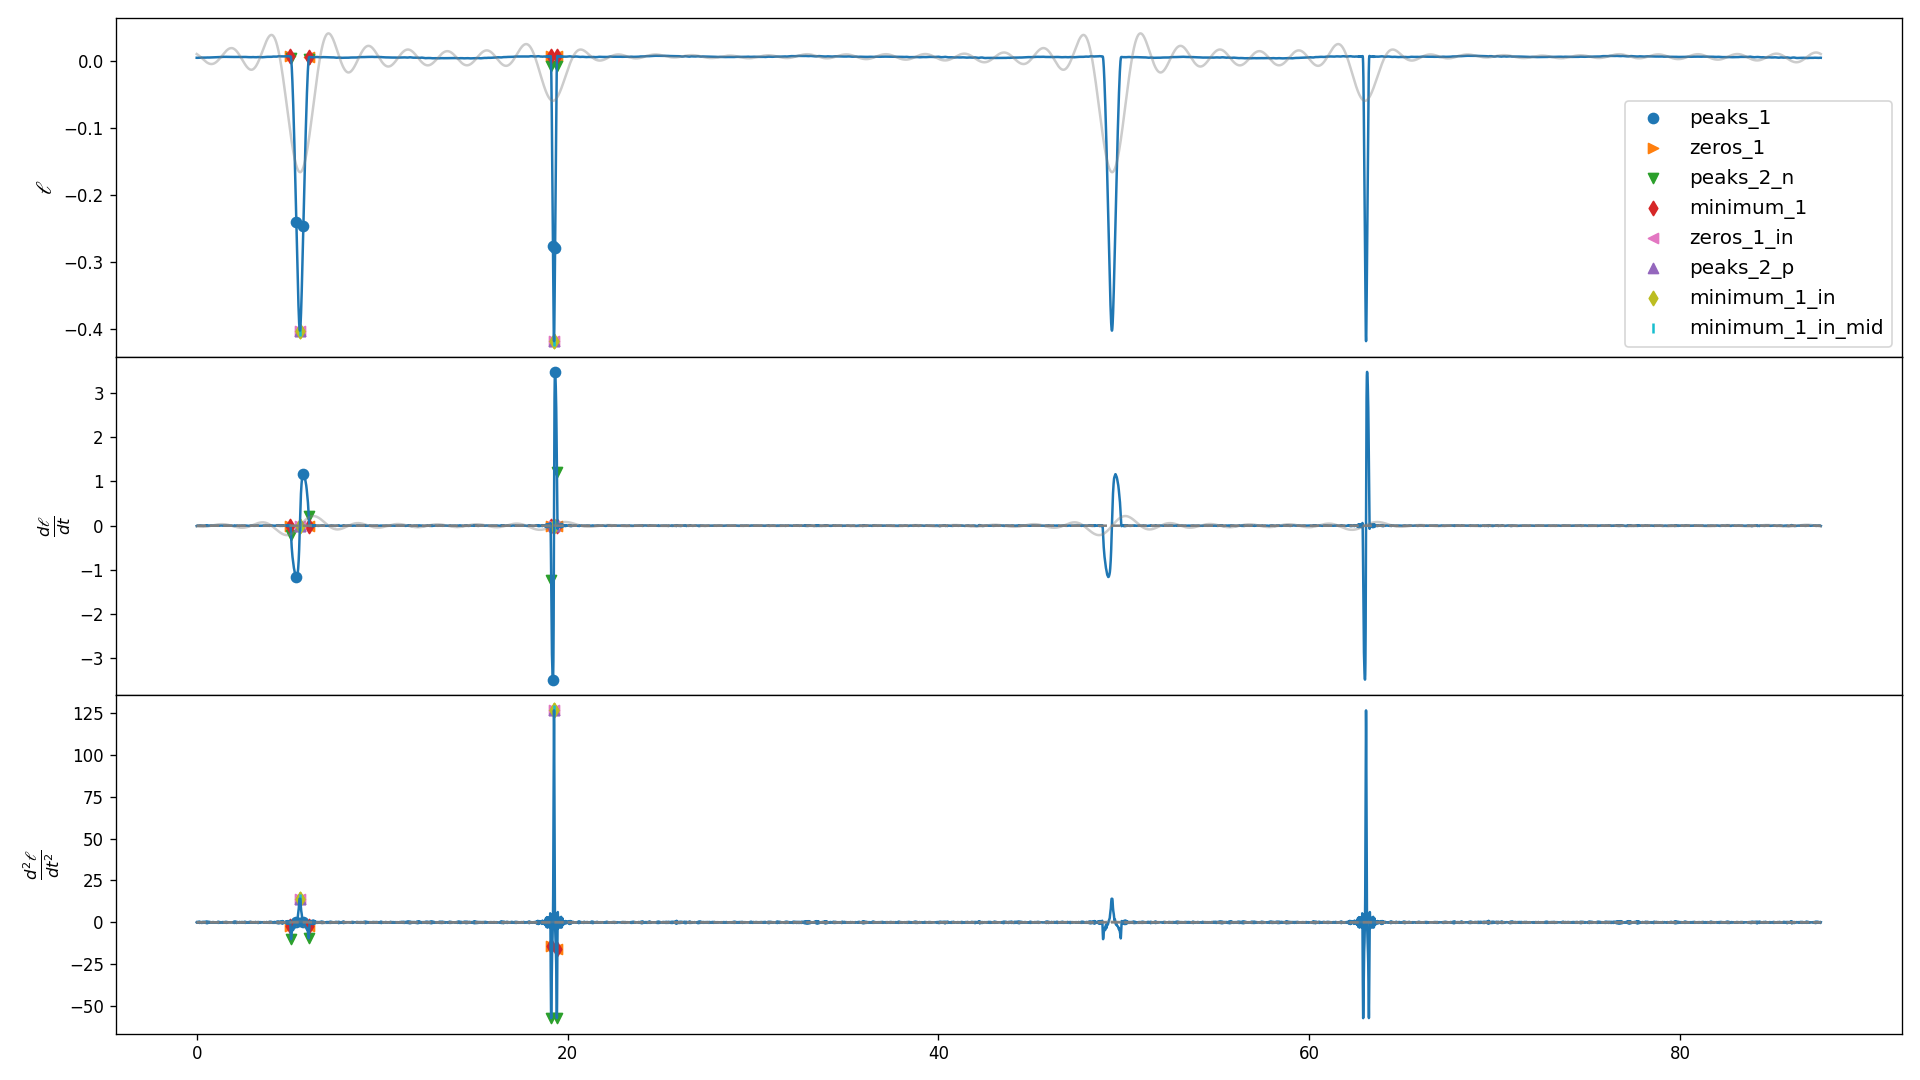 0.0
−0.1
−0.2
−0.3
−0.4
ℓ
peaks_1
zeros_1
peaks_2_n
minimum_1
zeros_1_in
peaks_2_p
minimum_1_in
minimum_1_in_mid
3
2
1
0
−1
−2
−3
dℓ
dt
125
100
75
50
25
0
−25
−50
d²ℓ
dt²
0 20 40 60 80